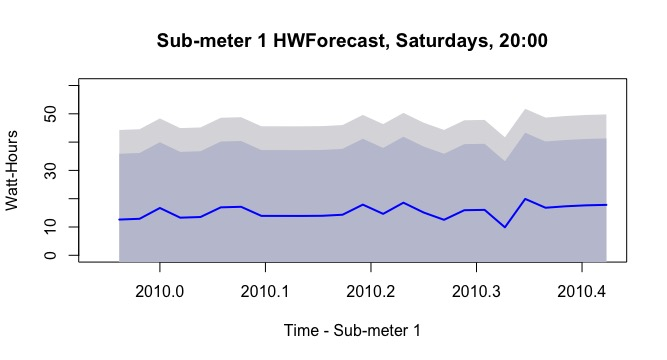 Sub-meter 1 HWForecast, Saturdays, 20:00
Watt-Hours
50
30
10
0
2010.0 2010.1 2010.2 2010.3 2010.4
Time - Sub-meter 1